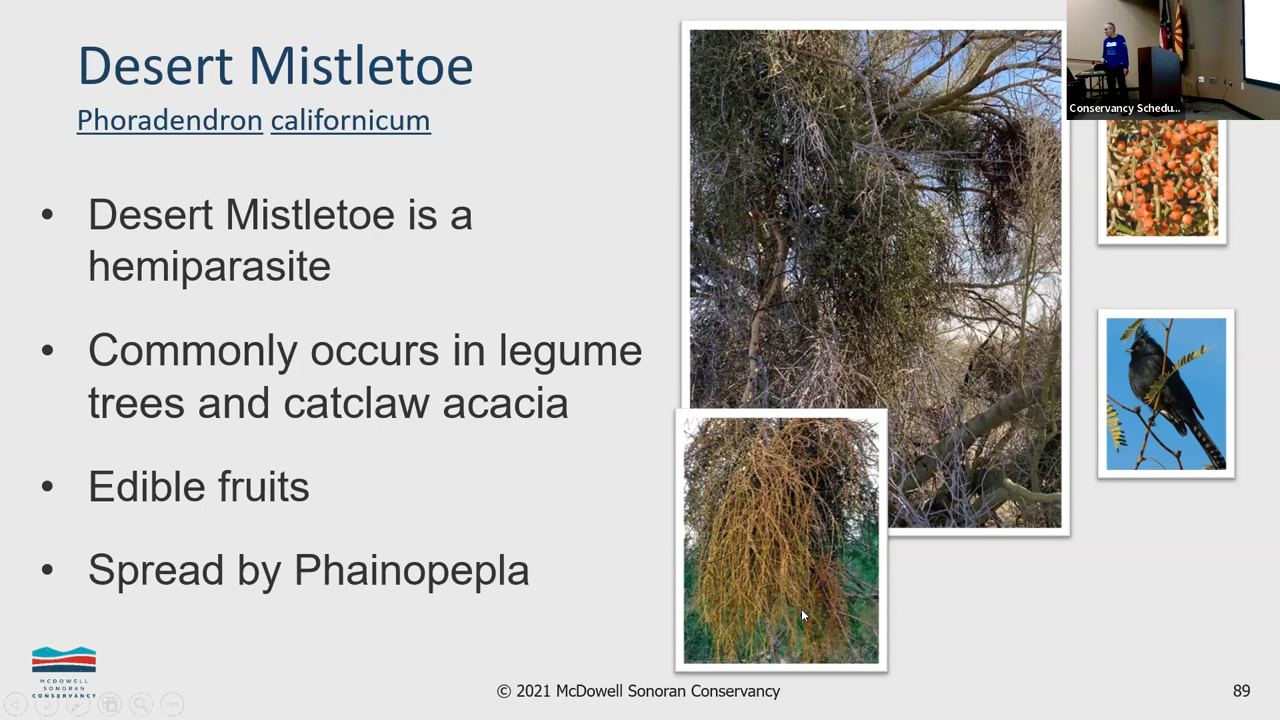 Desert Mistletoe
Phoradendron californicum
Conservancy Schedu...
• Desert Mistletoe is a
hemiparasite
• Commonly occurs in legume
trees and catclaw acacia
• Edible fruits
• Spread by Phainopepla
MCDOWELL
SONORAN
CONSERVANCY
© 2021 McDowell Sonoran Conservancy
89